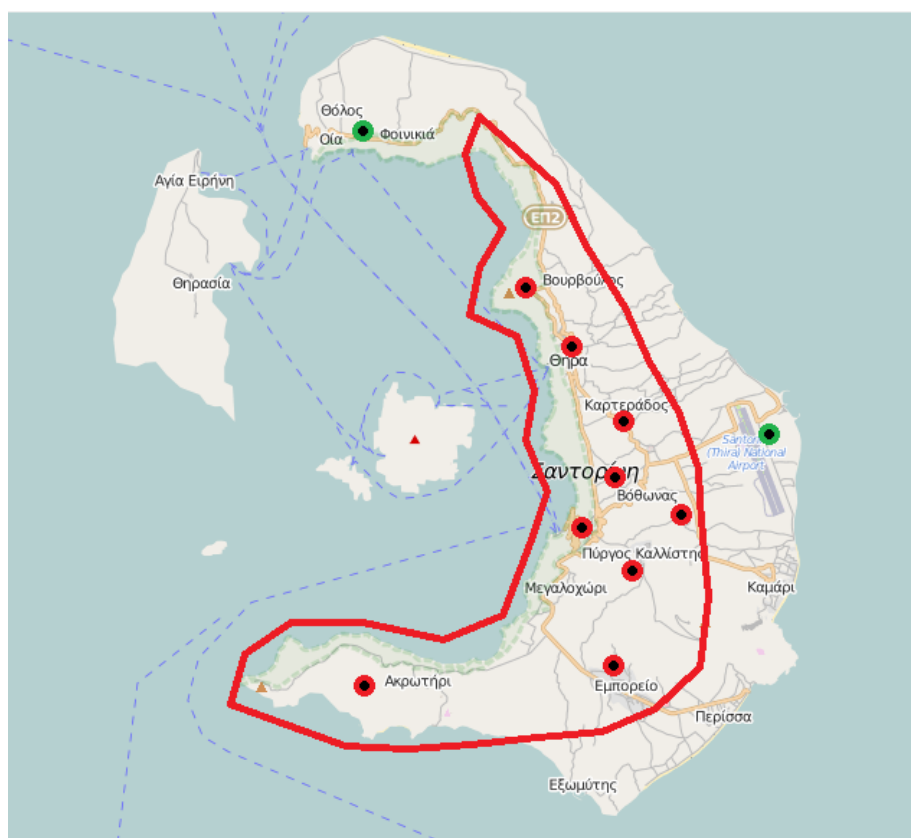 Θόλος
Οία
Φοινικιά
Αγία Ειρήνη
ΕΠ2
Θηρασία
Βουρβούλος
Θήρα
Καρτεράδος
Santorini
(Thira) National
Airport
Σαντορίνη
Βόθωνας
Πύργος Καλλίστης
Μεγαλοχώρι
Καμάρι
Ακρωτήρι
Εμπορείο
Περίσσα
Εξωμύτης